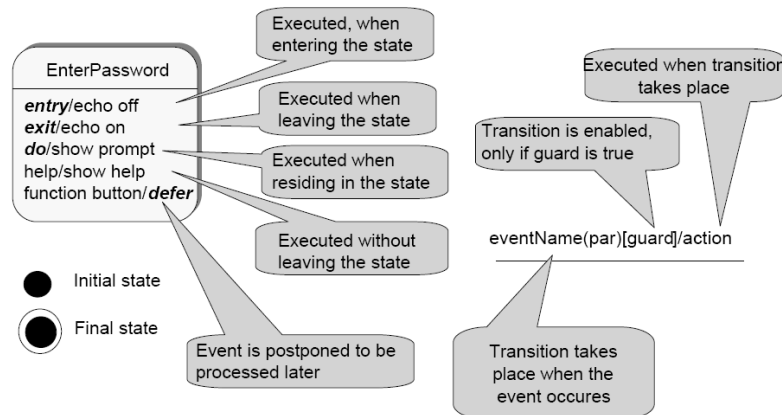 Executed, when
entering the state
EnterPassword
entry/echo off
exit/echo on
do/show prompt
help/show help
function button/defer
Executed when
leaving the state
Executed when
residing in the state
Executed without
leaving the state
Initial state
Final state
Event is postponed to be
processed later
Executed when transition
takes place
Transition is enabled,
only if guard is true
eventName(par)[guard]/action
Transition takes
place when the
event occures